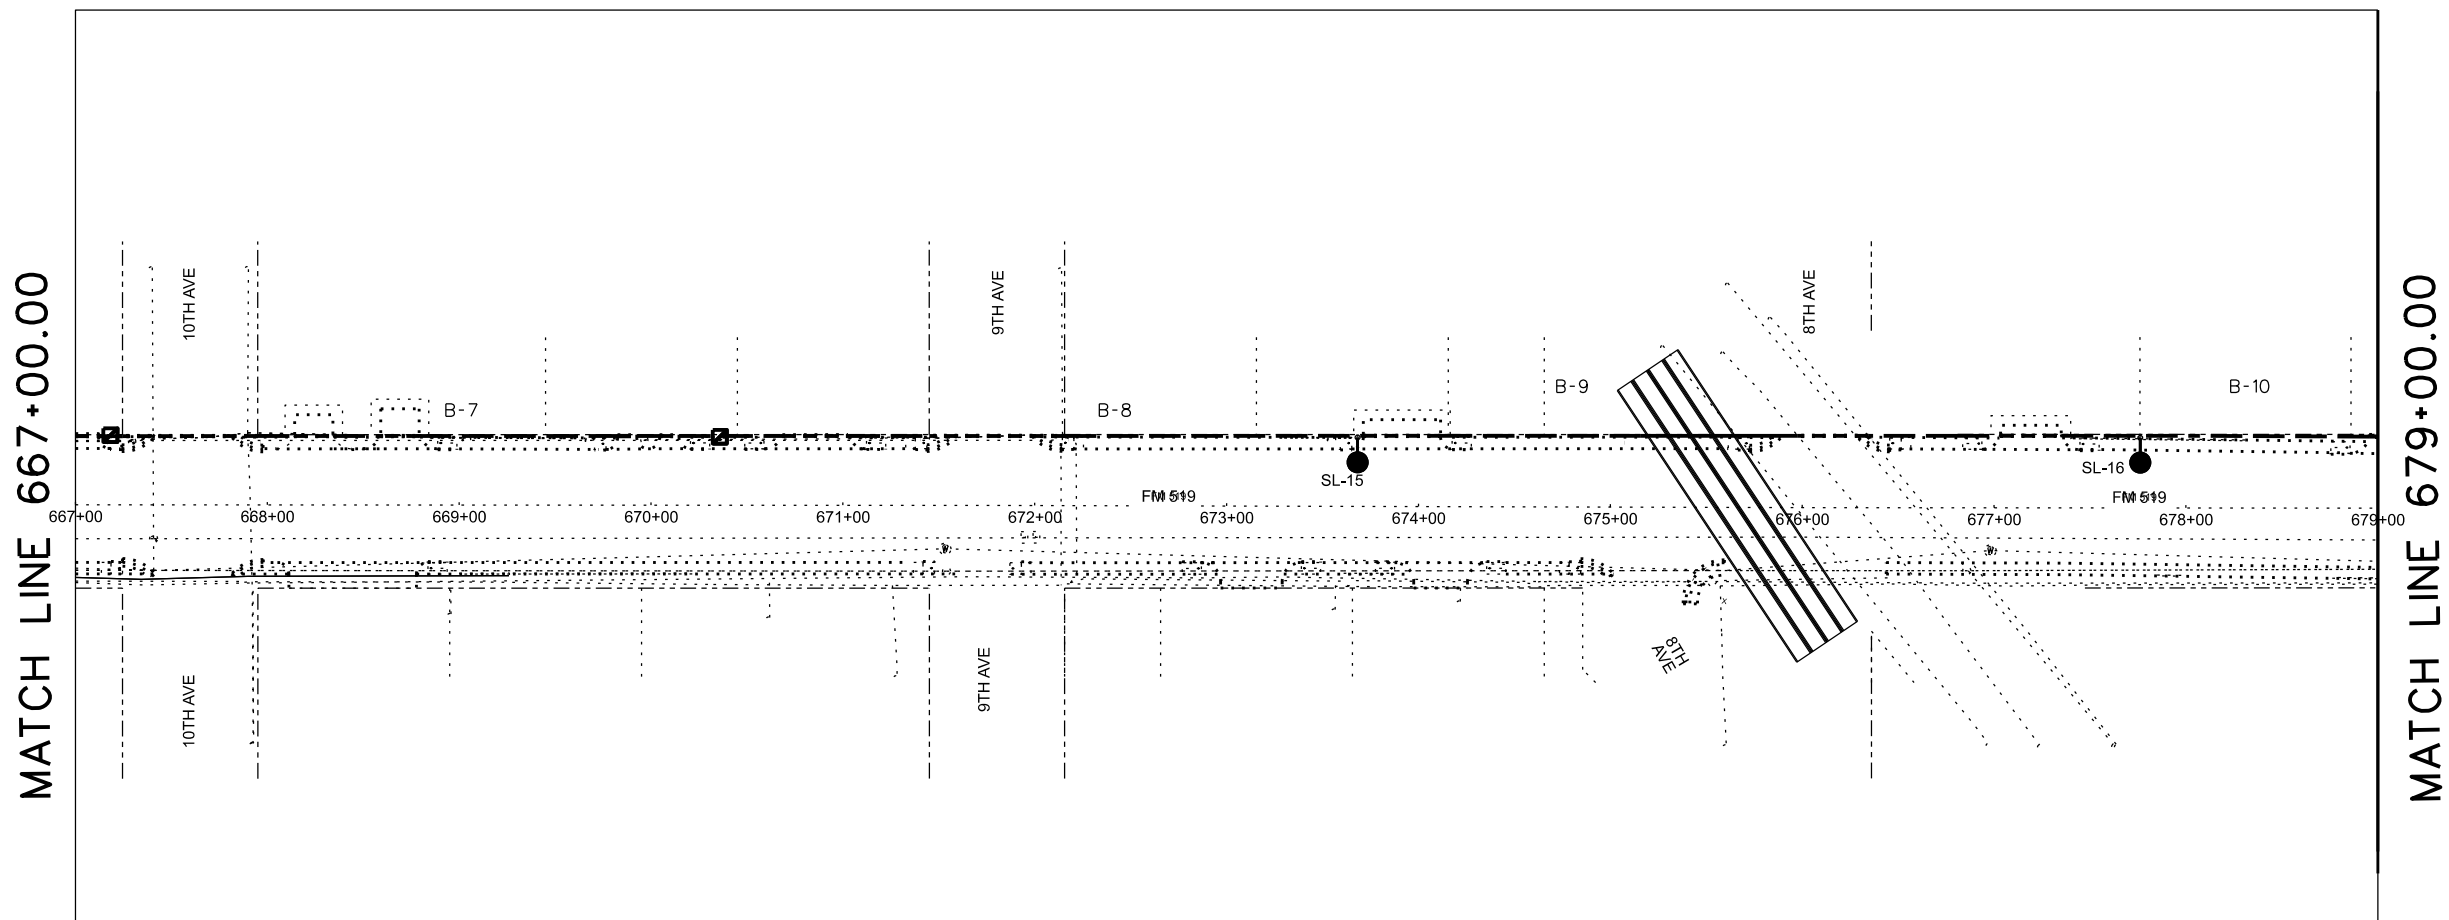 MATCH LINE 667+00.00
10TH AVE
9TH AVE
8TH AVE
B-7
B-8
B-9
B-10
SL-15
SL-16
FM 519
FM 519
667+00
668+00
669+00
670+00
671+00
672+00
673+00
674+00
675+00
676+00
677+00
678+00
679+00
10TH AVE
9TH AVE
8TH
AVE
MATCH LINE 679+00.00